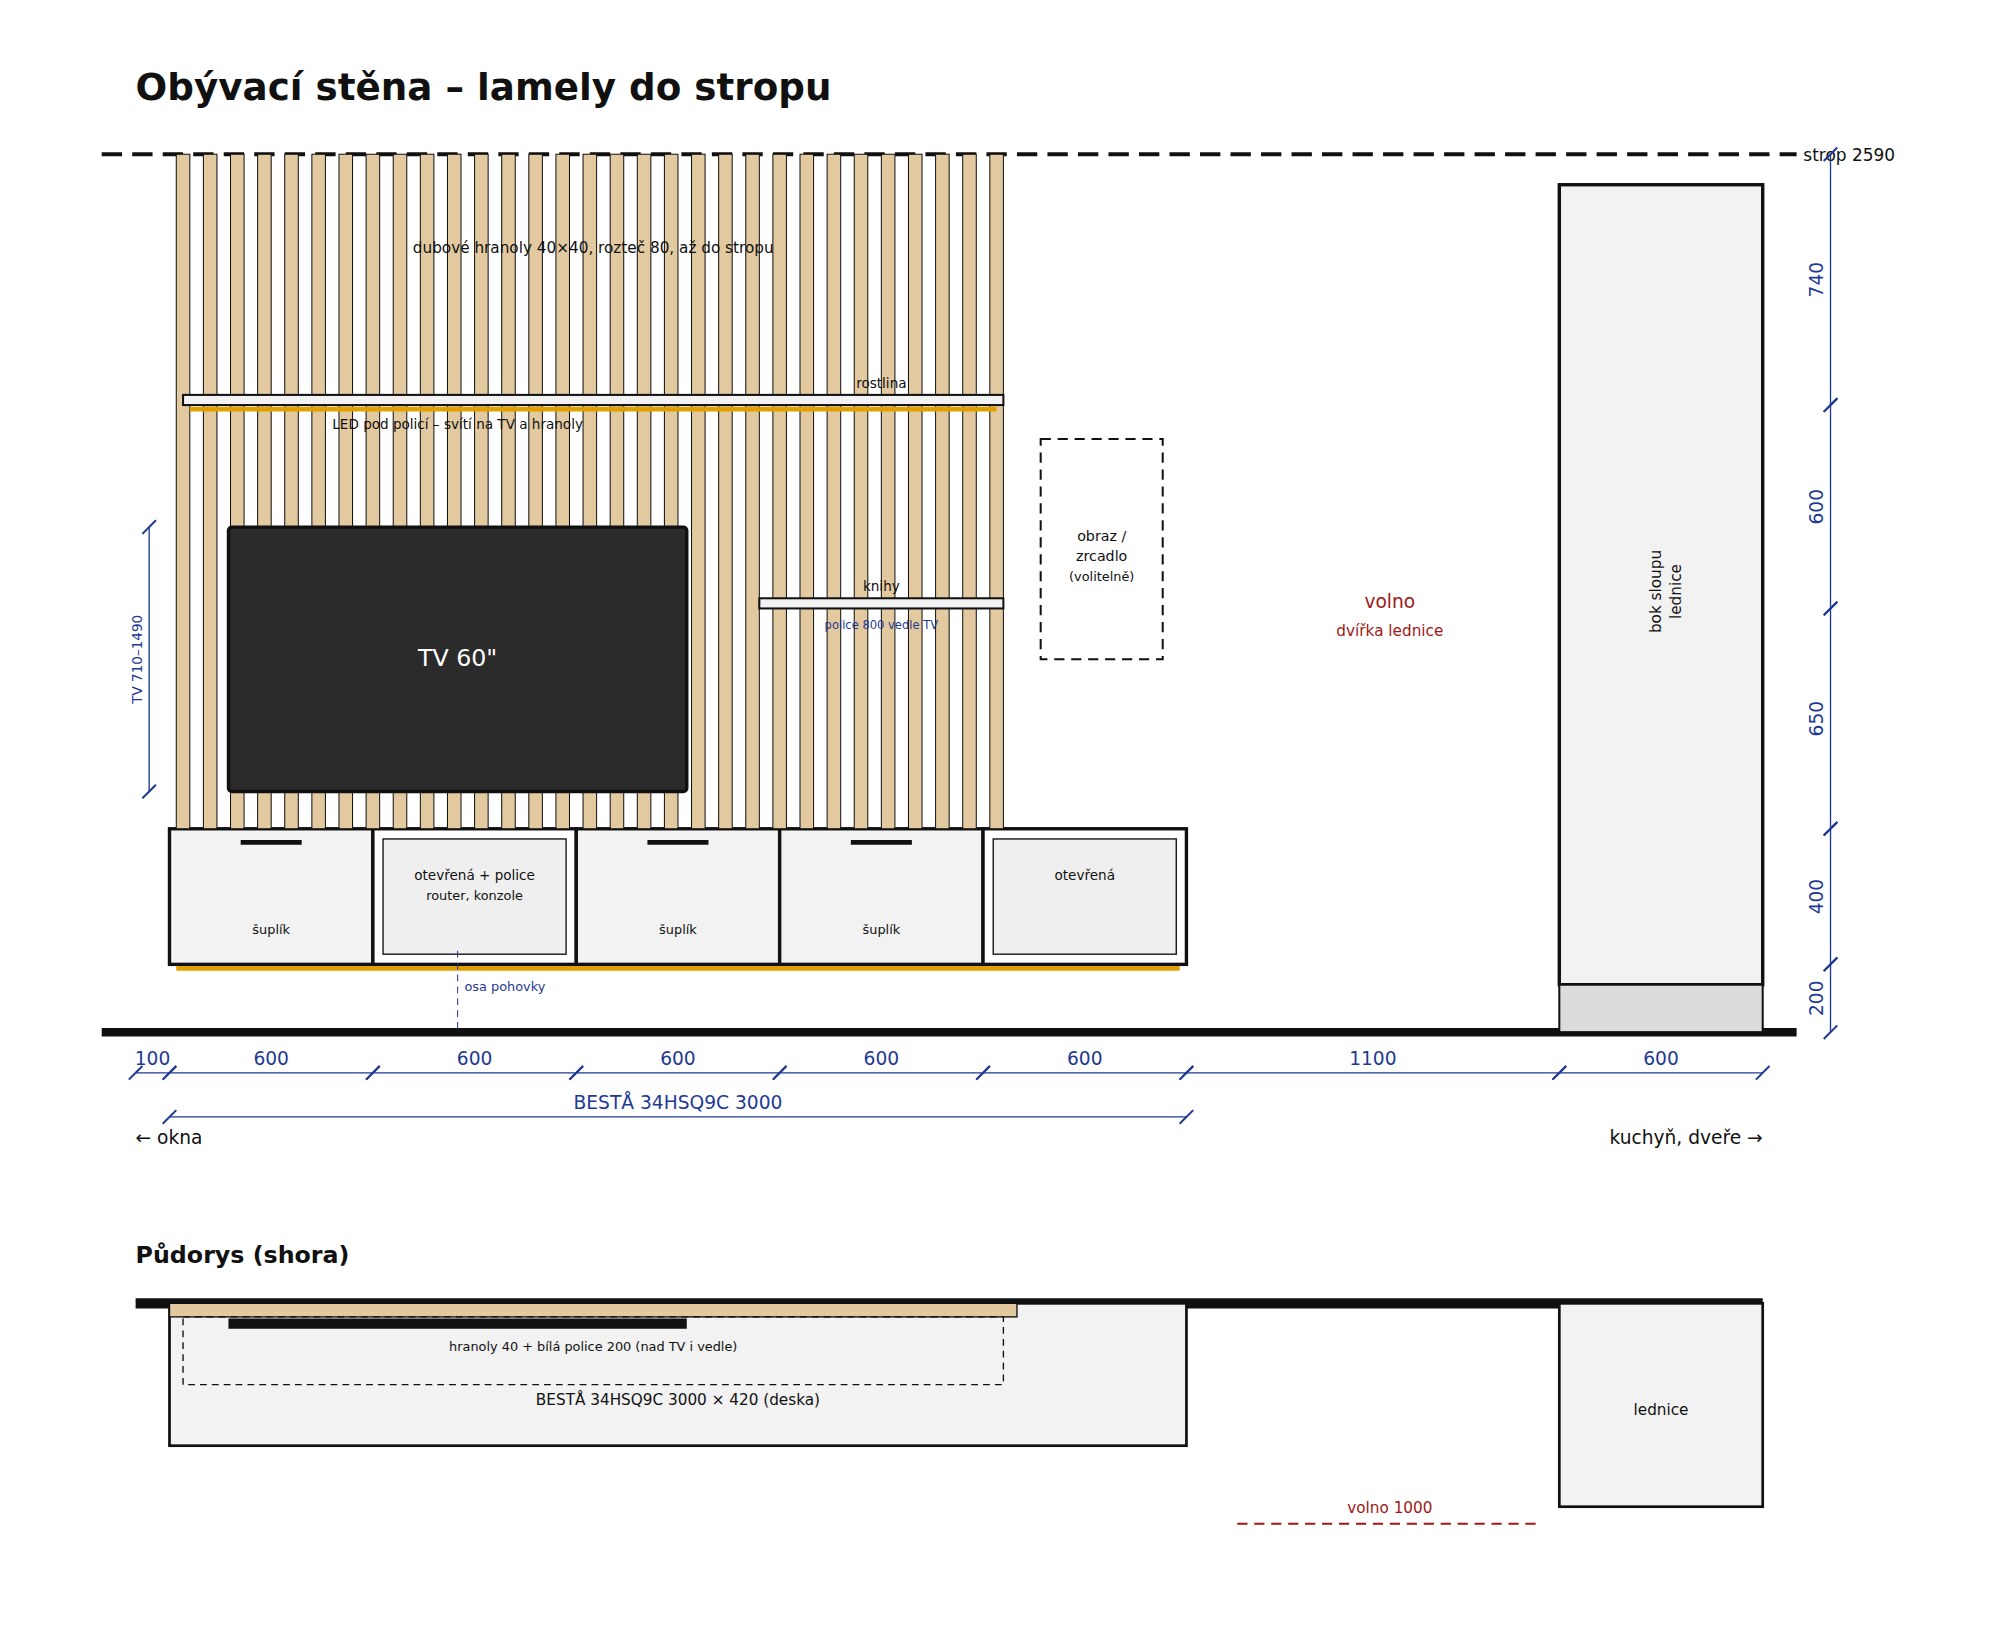 Obývací stěna – lamely do stropu
strop 2590
dubové hranoly 40×40, rozteč 80, až do stropu
740
rostlina
LED pod policí – svítí na TV a hranoly
600
obraz /
zrcadlo
(volitelně)
knihy
police 800 vedle TV
volno
dvířka lednice
bok sloupu
lednice
TV 710–1490
TV 60"
650
otevřená + police
router, konzole
otevřená
400
šuplík
šuplík
šuplík
osa pohovky
200
100
600
600
600
600
600
1100
600
BESTÅ 34HSQ9C 3000
← okna
kuchyň, dveře →
Půdorys (shora)
hranoly 40 + bílá police 200 (nad TV i vedle)
BESTÅ 34HSQ9C 3000 × 420 (deska)
lednice
volno 1000